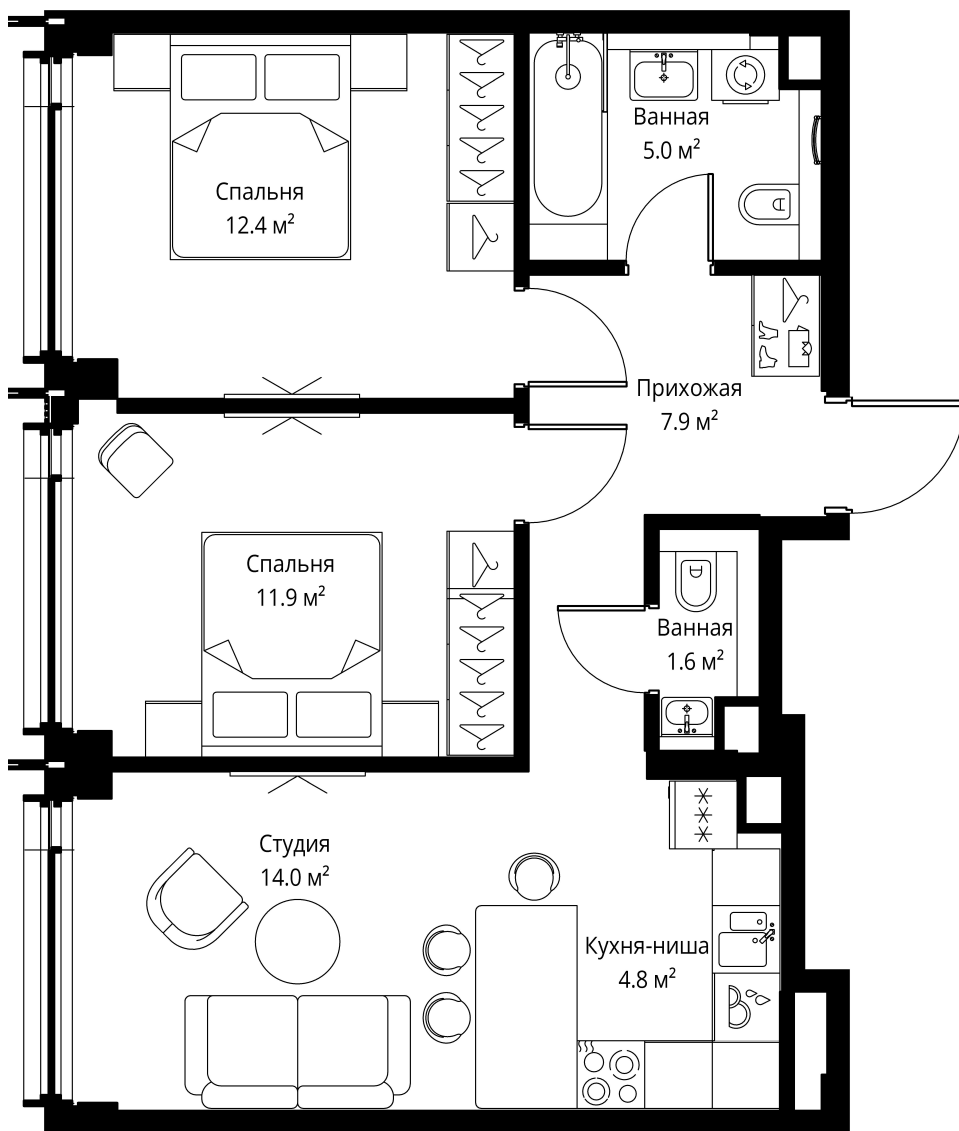 Ванная
5.0 м²
Спальня
12.4 м²
Прихожая
7.9 м²
Спальня
11.9 м²
Ванная
1.6 м²
Студия
14.0 м²
Кухня-ниша
4.8 м²